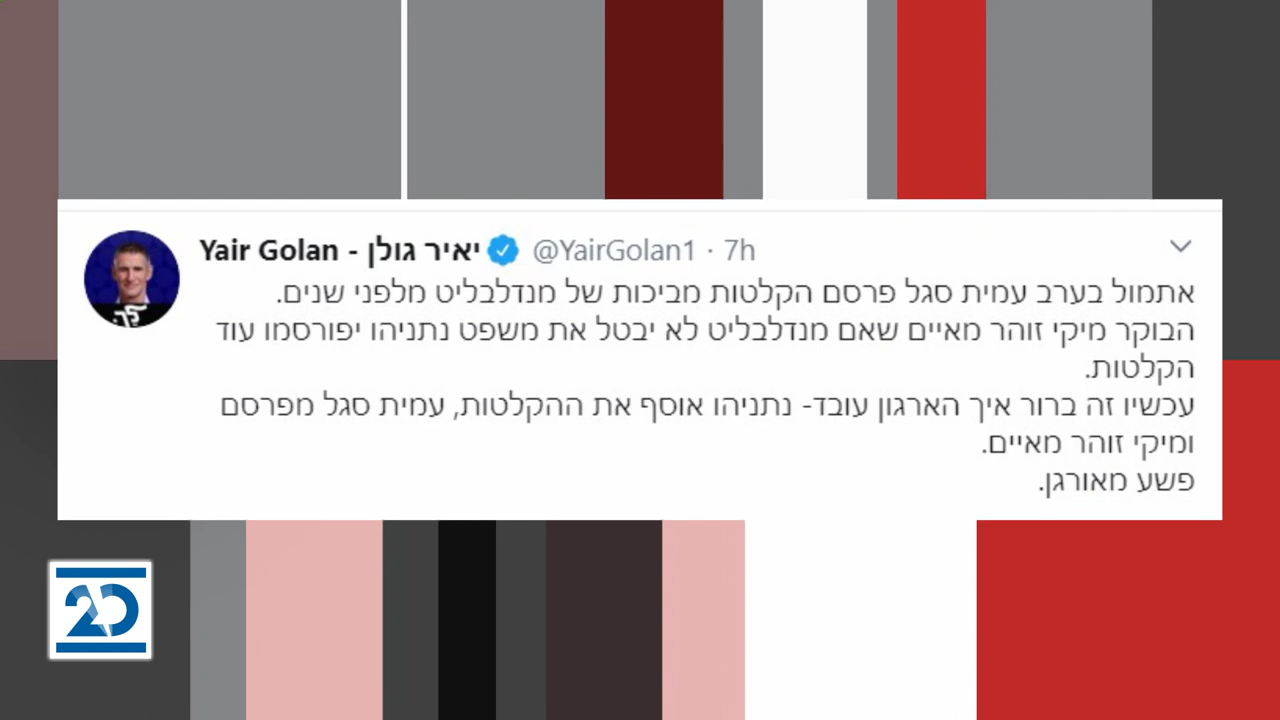 Yair Golan - יאיר גולן @YairGolan1 · 7h
אתמול בערב עמית סגל פרסם הקלטות מביכות של מנדלבליט מלפני שנים.
הבוקר מיקי זוהר מאיים שאם מנדלבליט לא יבטל את משפט נתניהו יפורסמו עוד
הקלטות.
עכשיו זה ברור איך הארגון עובד- נתניהו אוסף את ההקלטות, עמית סגל מפרסם
ומיקי זוהר מאיים.
פשע מאורגן.
20